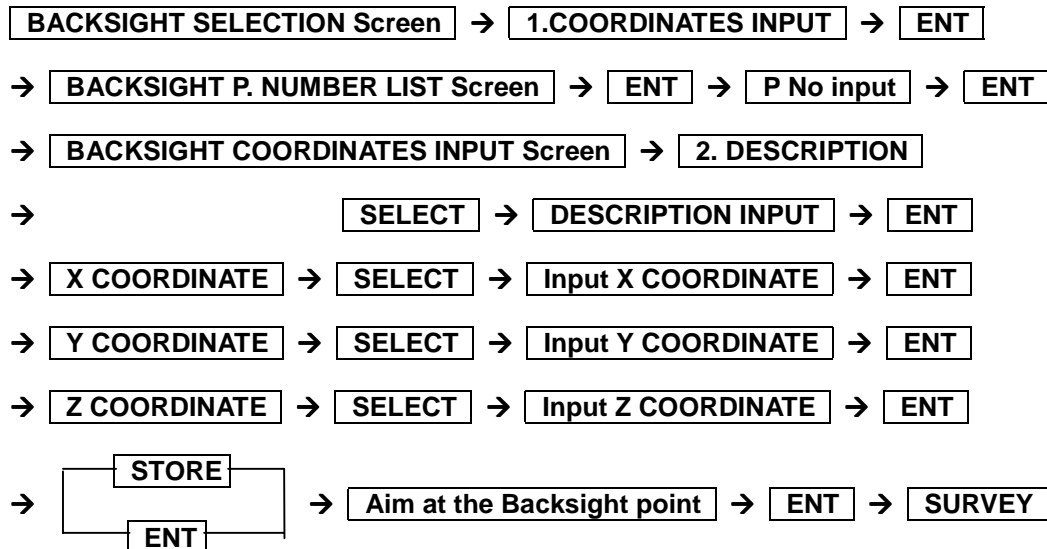 BACKSIGHT SELECTION Screen → 1.COORDINATES INPUT → ENT
→ BACKSIGHT P. NUMBER LIST Screen → ENT → P No input → ENT
→ BACKSIGHT COORDINATES INPUT Screen → 2. DESCRIPTION
→ SELECT → DESCRIPTION INPUT → ENT
→ X COORDINATE → SELECT → Input X COORDINATE → ENT
→ Y COORDINATE → SELECT → Input Y COORDINATE → ENT
→ Z COORDINATE → SELECT → Input Z COORDINATE → ENT
STORE
→ → Aim at the Backsight point → ENT → SURVEY
ENT